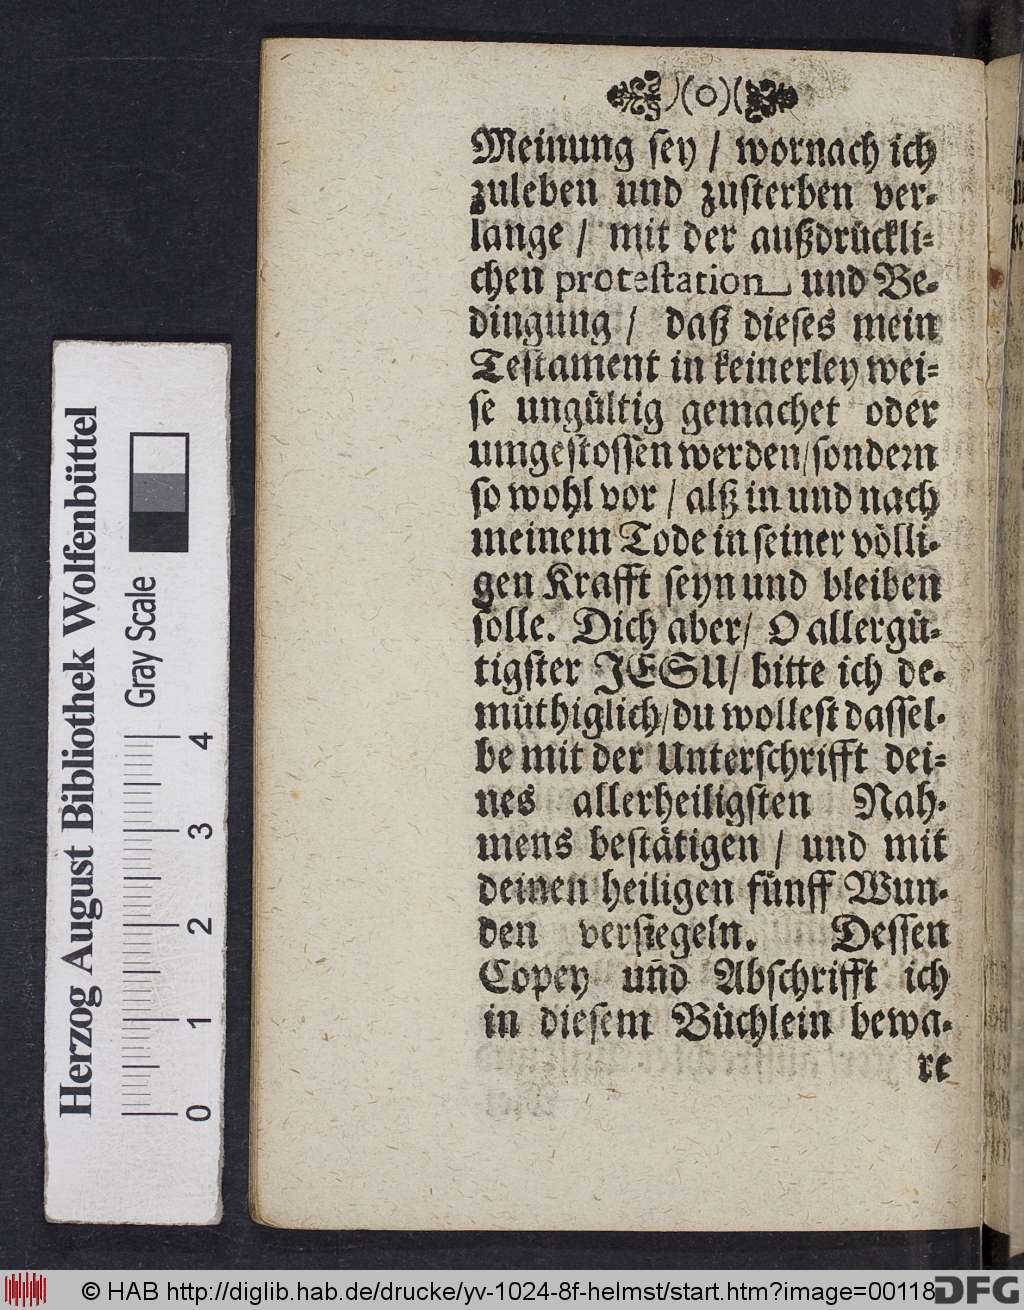 )(o)(
Meinung sey / wornach ich
zuleben und zusterben ver-
lange / mit der außdrückli-
chen protestation und Be-
dingung / daß dieses mein
Testament in keinerley wei-
se ungültig gemachet oder
umgestossen werden/sondern
so wohl vor / alß in und nach
meinem Tode in seiner völli-
gen Krafft seyn und bleiben
solle. Dich aber/ O allergü-
tigster JESU/ bitte ich de-
müthiglich/du wollest dassel-
be mit der Unterschrifft dei-
nes allerheiligsten Nah-
mens bestätigen / und mit
deinen heiligen fünff Wun-
den versiegeln. Dessen
Copey uñd Abschrifft ich
in diesem Büchlein bewa-
re
Herzog August Bibliothek Wolfenbüttel
Gray Scale
0 1 2 3 4
© HAB http://diglib.hab.de/drucke/yv-1024-8f-helmst/start.htm?image=00118
DFG